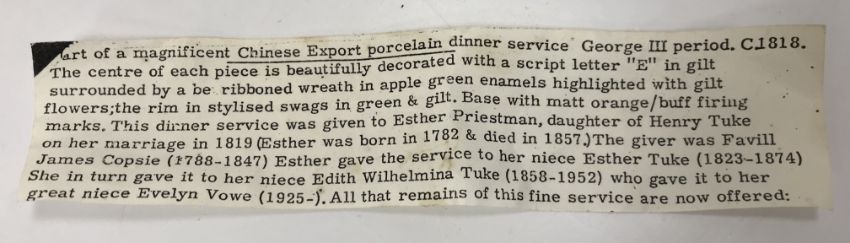 art of a magnificent Chinese Export porcelain dinner service George III period. C.1818.
The centre of each piece is beautifully decorated with a script letter "E" in gilt
surrounded by a be ribboned wreath in apple green enamels highlighted with gilt
flowers;the rim in stylised swags in green & gilt. Base with matt orange/buff firing
marks. This dinner service was given to Esther Priestman, daughter of Henry Tuke
on her marriage in 1819 (Esther was born in 1782 & died in 1857.)The giver was Favill
James Copsie (1788-1847) Esther gave the service to her niece Esther Tuke (1823-1874)
She in turn gave it to her niece Edith Wilhelmina Tuke (1858-1952) who gave it to her
great niece Evelyn Vowe (1925-). All that remains of this fine service are now offered: